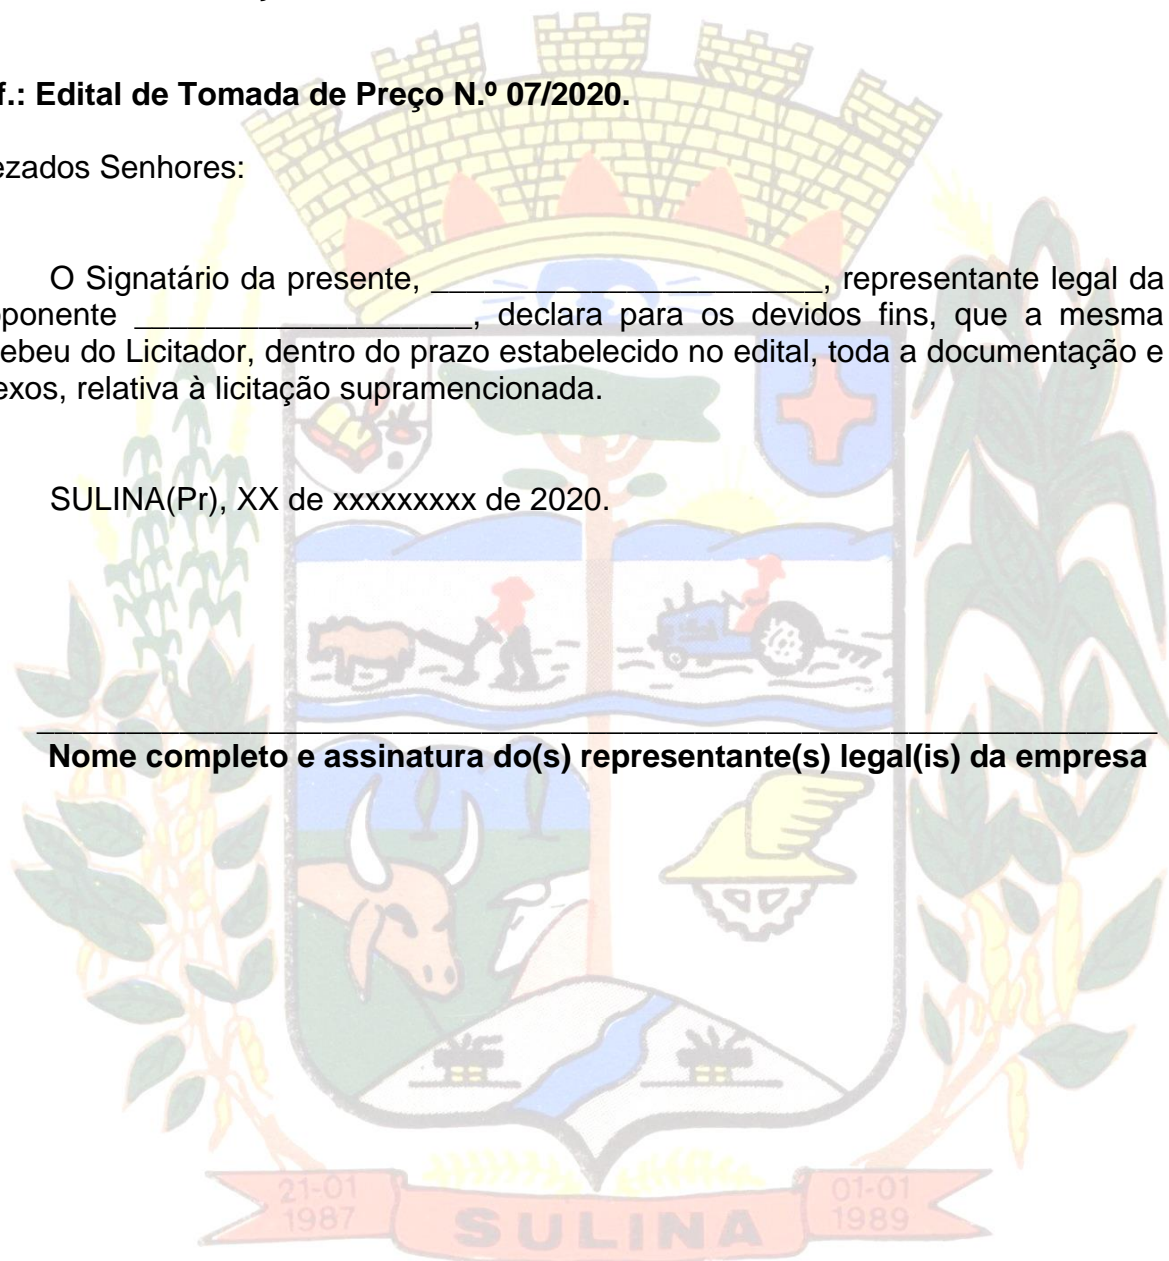 f.: Edital de Tomada de Preço N.º 07/2020.
ezados Senhores:
O Signatário da presente, ______________________, representante legal da
oponente ___________________, declara para os devidos fins, que a mesma
ebeu do Licitador, dentro do prazo estabelecido no edital, toda a documentação e
exos, relativa à licitação supramencionada.
SULINA(Pr), XX de xxxxxxxxx de 2020.
_______________________________________________________________
Nome completo e assinatura do(s) representante(s) legal(is) da empresa
21-01
1987
SULINA
01-01
1989